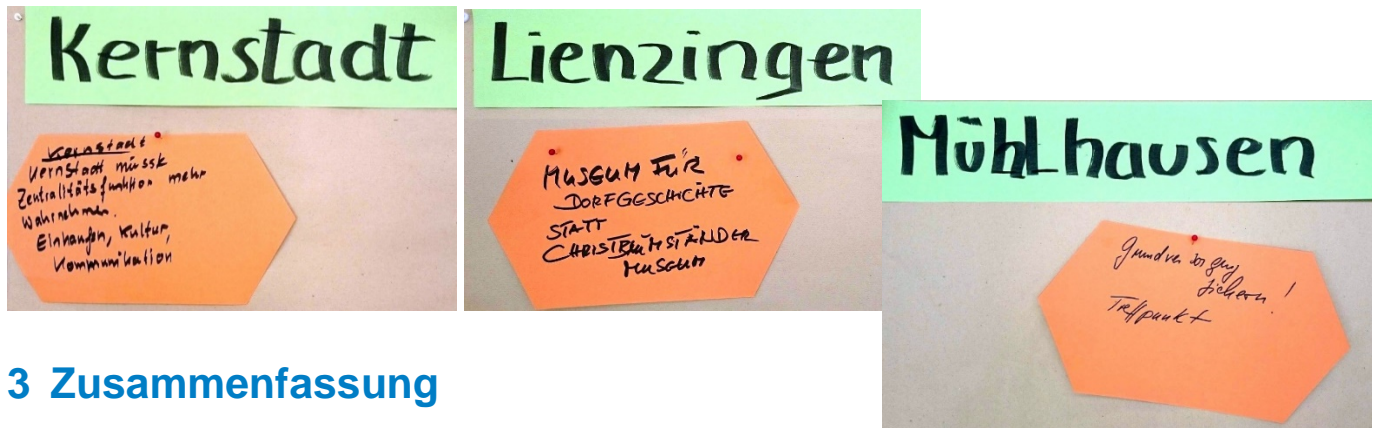 Kernstadt
Kernstadt
Kernstadt müsste
Zentralitätsfunktion mehr
wahrnehmen.
Einkaufen, Kultur,
Kommunikation
Lienzingen
MUSEUM FÜR
DORFGESCHICHTE
STATT
CHRISTBAUMSTÄNDER
MUSEUM
Mühlhausen
Grundversorgung
sichern!
Treffpunkt
3 Zusammenfassung